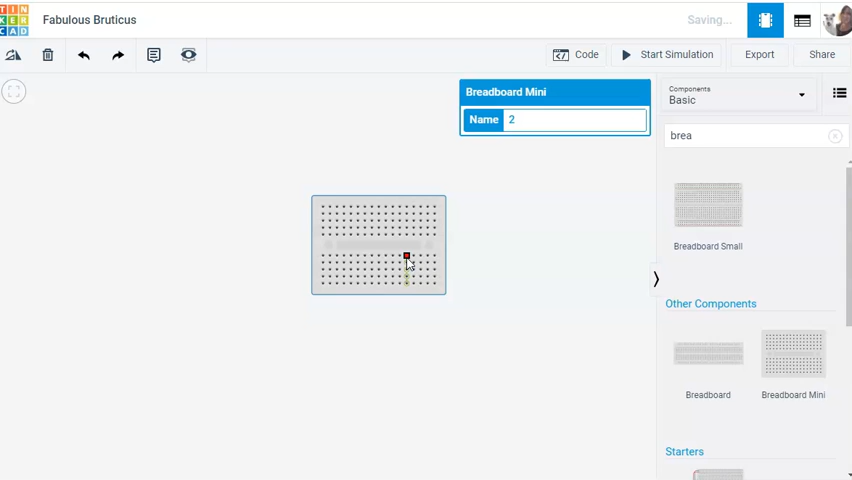 TIN
KER
CAD
Fabulous Bruticus
Saving...
Code
Start Simulation
Export
Share
Breadboard Mini
Name 2
Components
Basic
brea
Breadboard Small
Other Components
Breadboard
Breadboard Mini
Starters